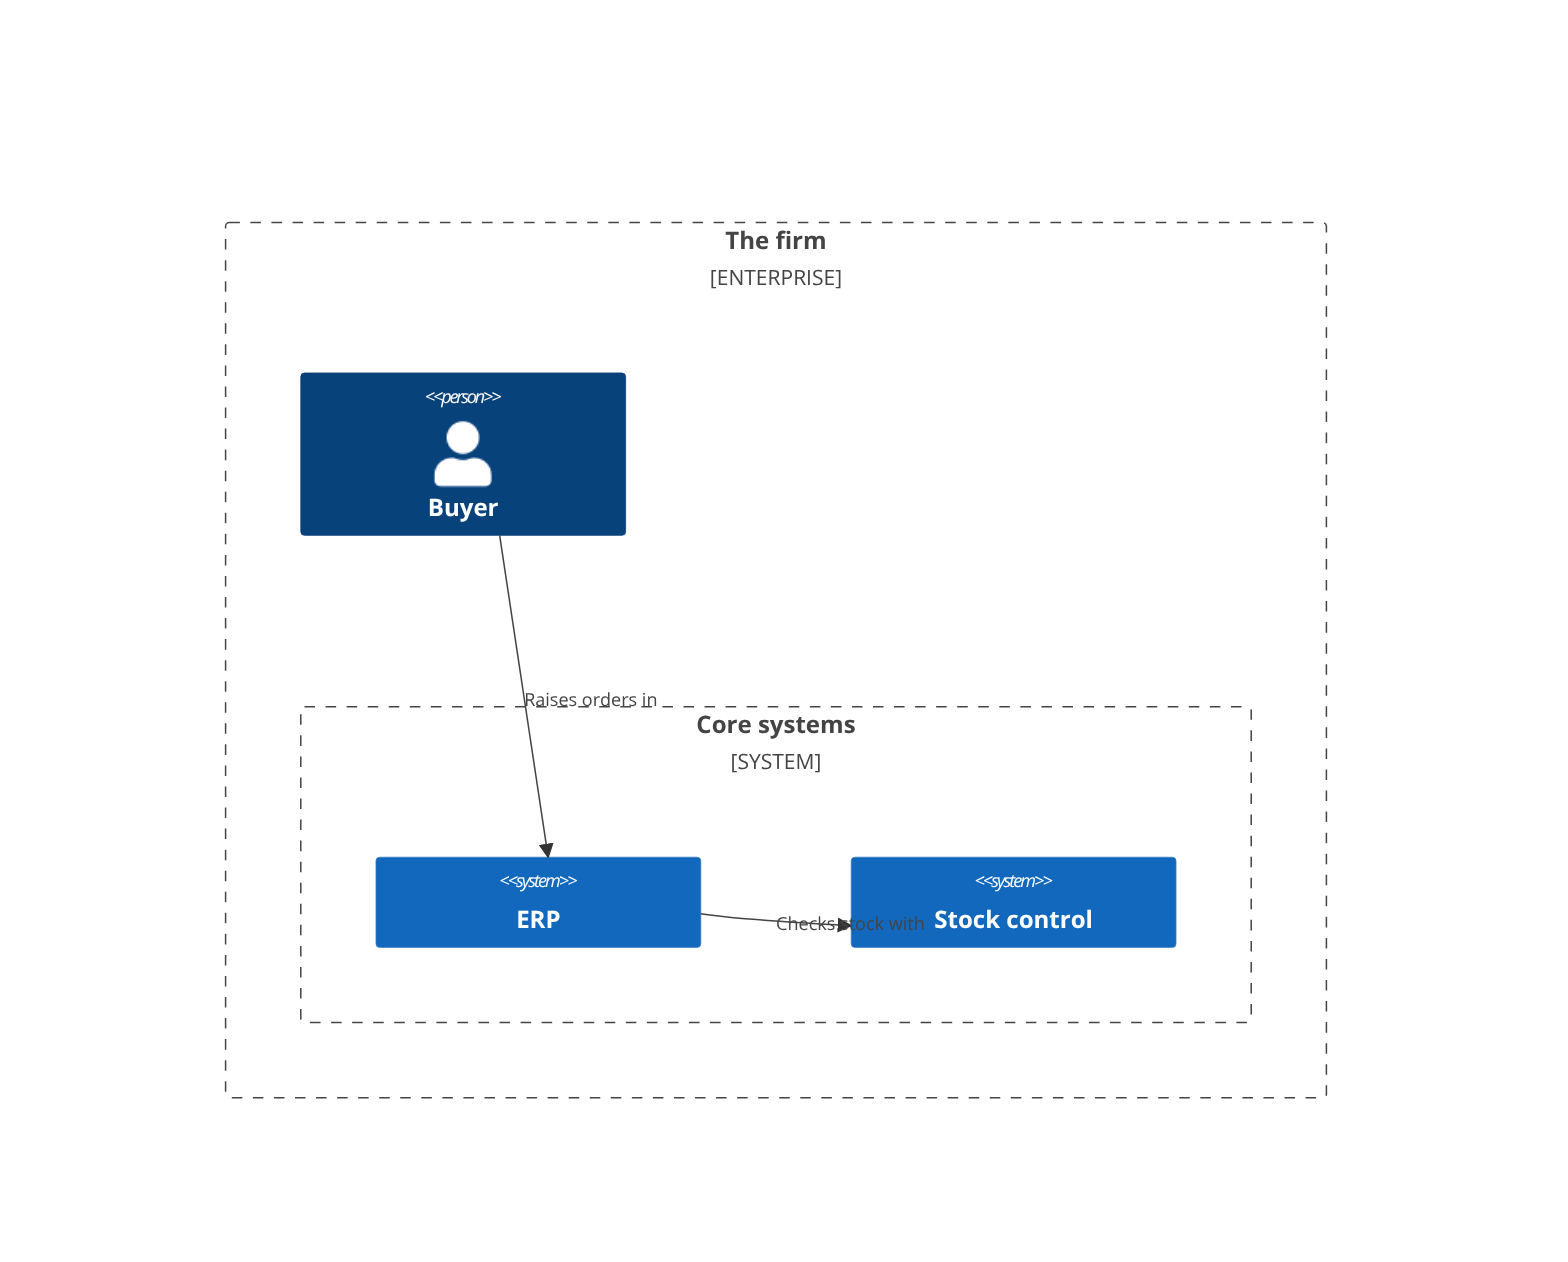 The firm
[ENTERPRISE]
<<person>>
Buyer
Raises orders in
Core systems
[SYSTEM]
<<system>>
ERP
Checks stock with
<<system>>
Stock control